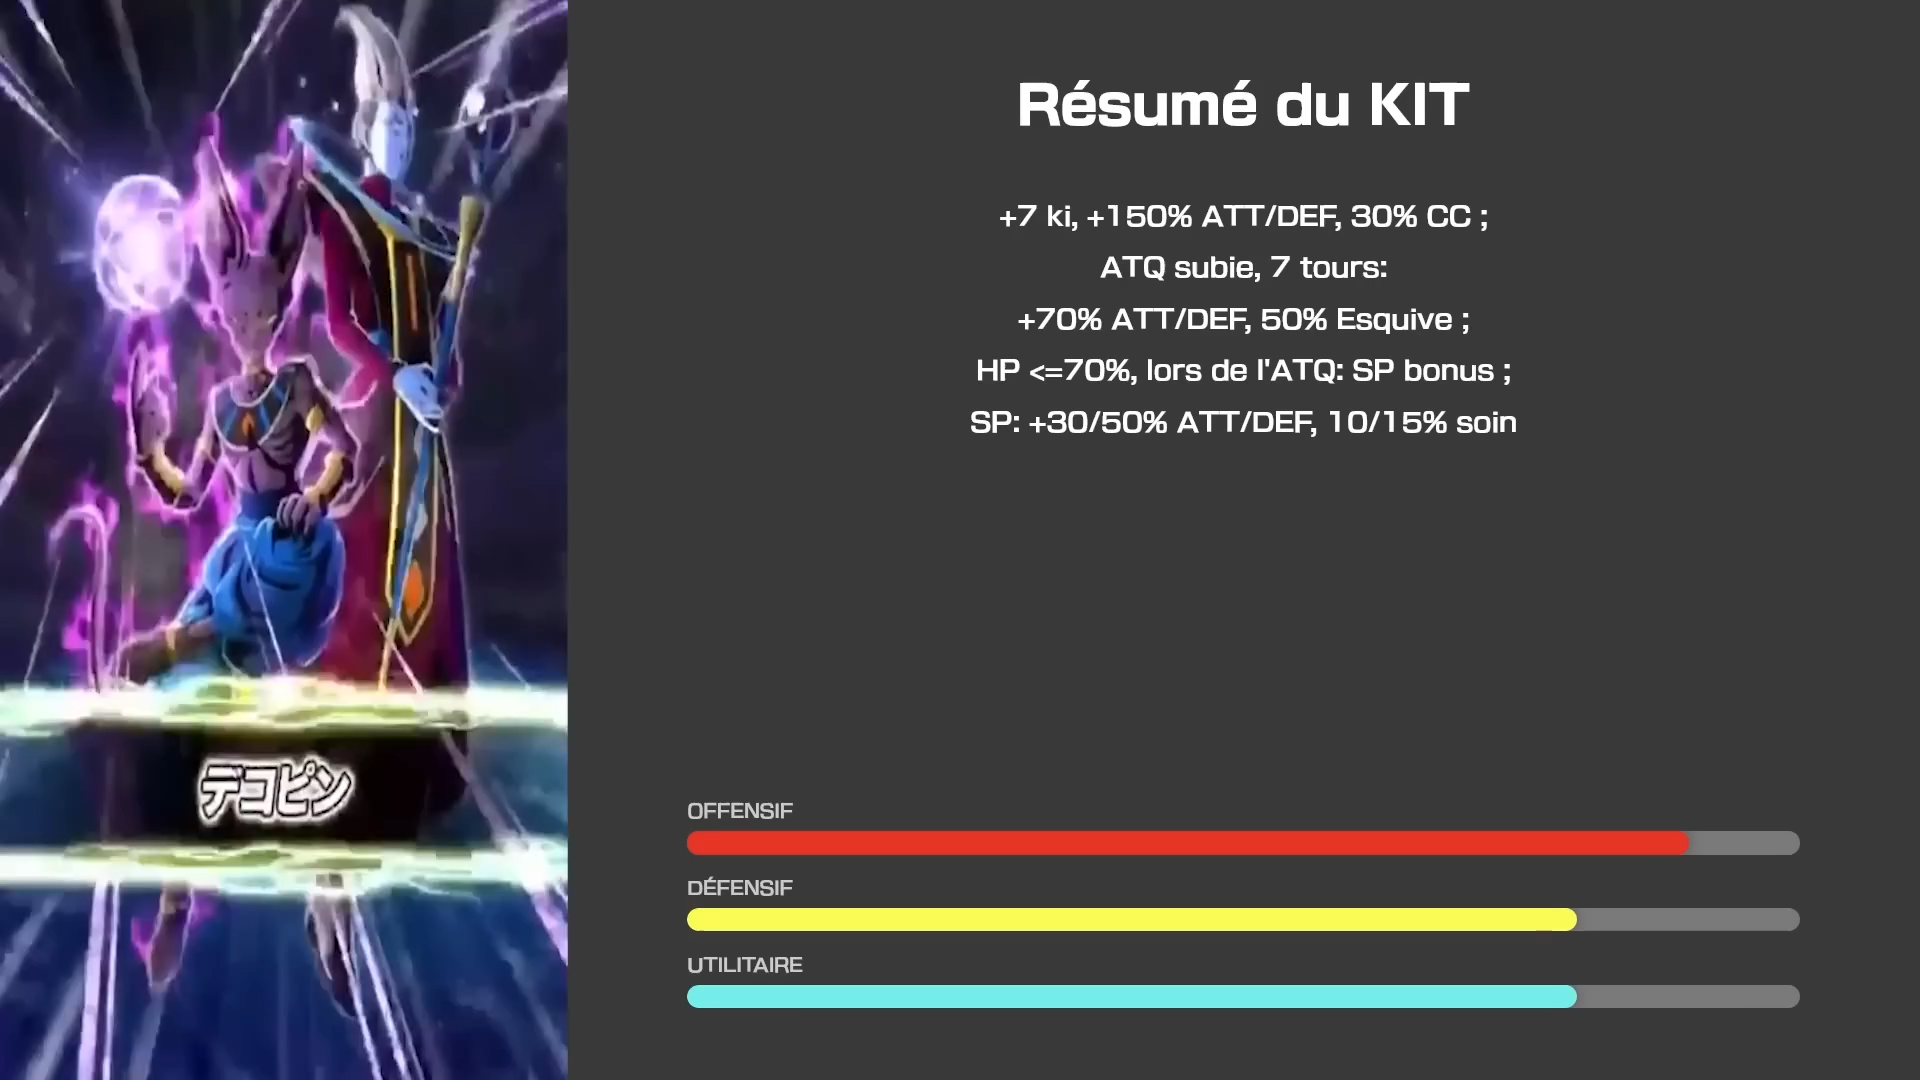 デコピン
Résumé du KIT
+7 ki, +150% ATT/DEF, 30% CC ;
ATQ subie, 7 tours:
+70% ATT/DEF, 50% Esquive ;
HP <=70%, lors de l'ATQ: SP bonus ;
SP: +30/50% ATT/DEF, 10/15% soin
OFFENSIF
DÉFENSIF
UTILITAIRE